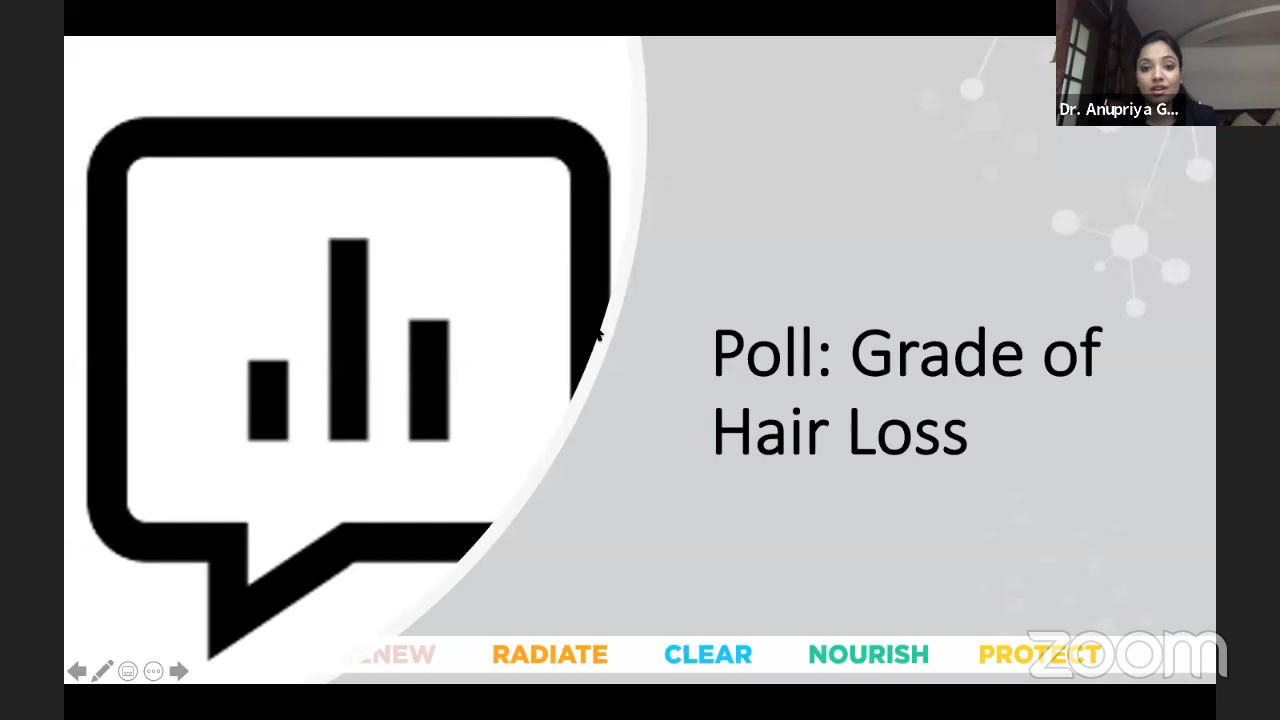 Dr. Anupriya G...
Poll: Grade of
Hair Loss
RADIATE CLEAR NOURISH PROTECT
zoom